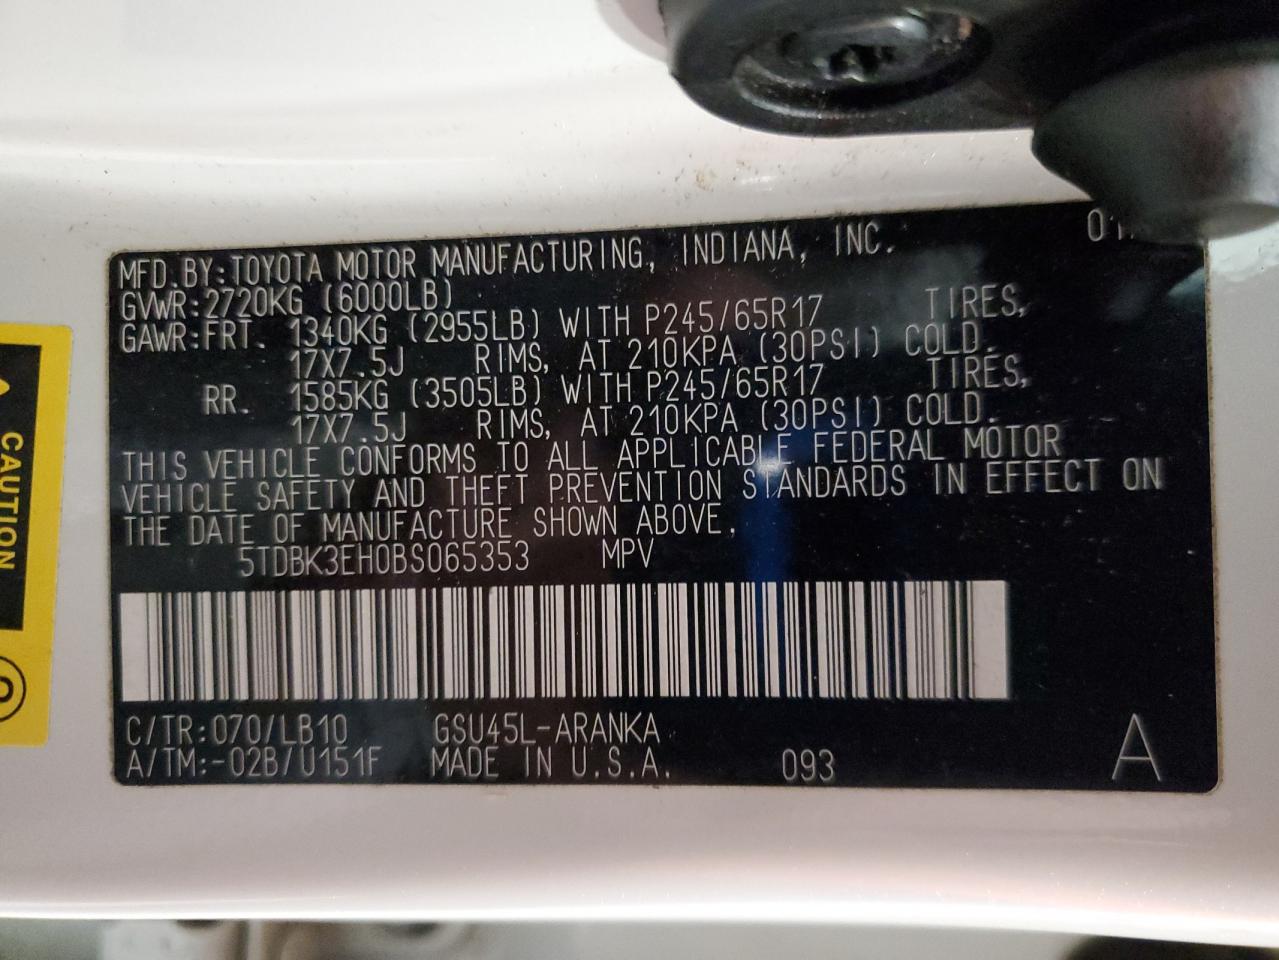 MFD.BY:TOYOTA MOTOR MANUFACTURING, INDIANA, INC.
GVWR:2720KG (6000LB)
GAWR:FRT. 1340KG (2955LB) WITH P245/65R17 TIRES,
17X7.5J RIMS, AT 210KPA (30PSI) COLD.
RR. 1585KG (3505LB) WITH P245/65R17 TIRES,
17X7.5J RIMS, AT 210KPA (30PSI) COLD.
THIS VEHICLE CONFORMS TO ALL APPLICABLE FEDERAL MOTOR
VEHICLE SAFETY AND THEFT PREVENTION STANDARDS IN EFFECT ON
THE DATE OF MANUFACTURE SHOWN ABOVE.
5TDBK3EH0BS065353 MPV
C/TR:070/LB10 GSU45L-ARANKA
A/TM:-02B/U151F MADE IN U.S.A. 093 A
CAUTION